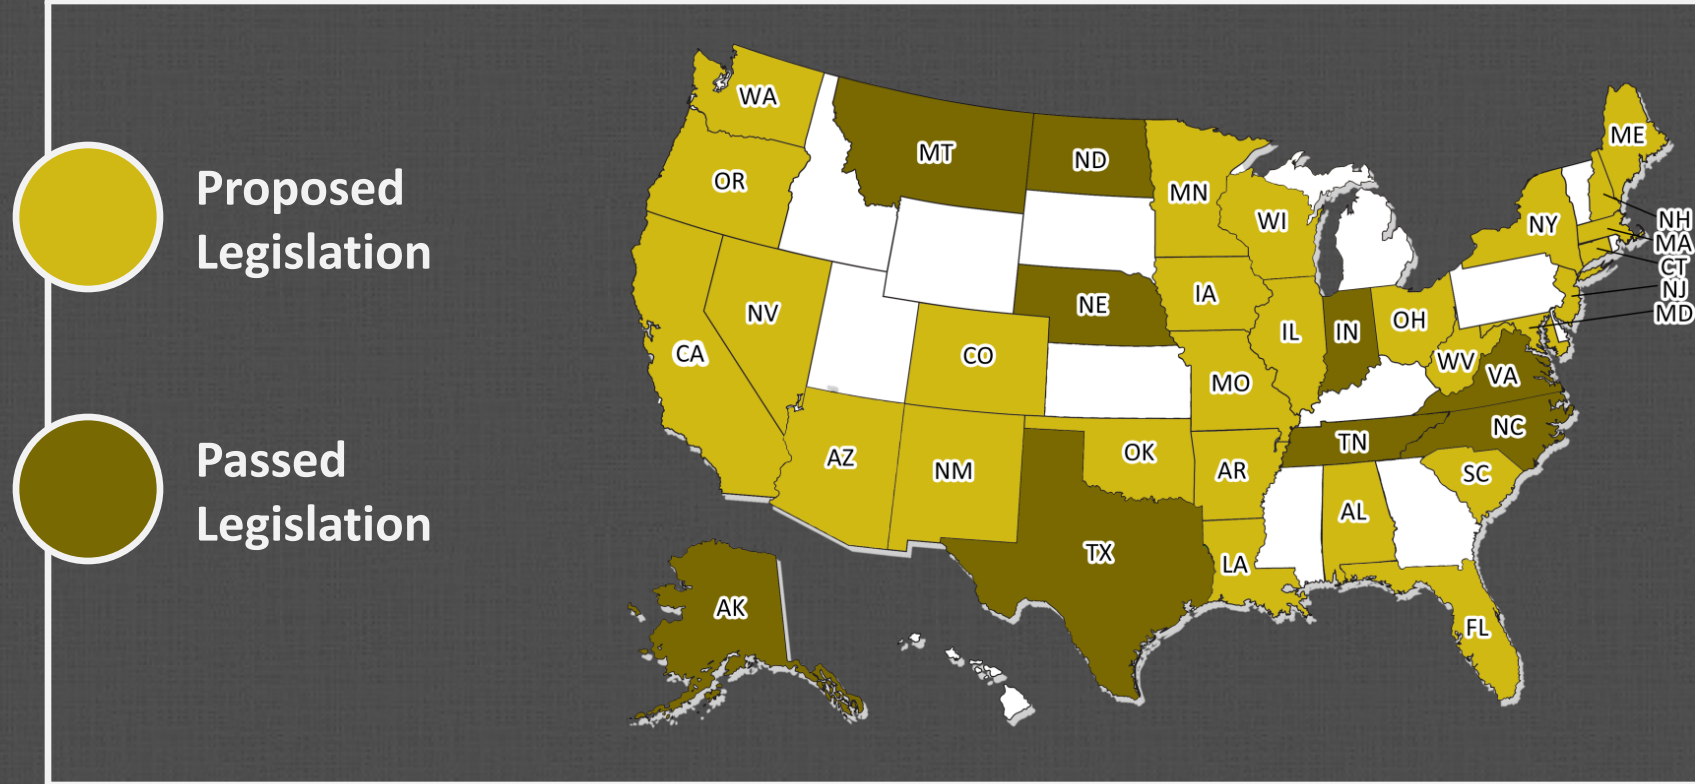 Proposed
Legislation
Passed
Legislation
WA
MT
ND
OR
MN
ME
WI
NY
NH
MA
CT
NJ
MD
NV
NE
IA
CA
CO
IL
IN
OH
WV
VA
MO
AZ
NM
OK
AR
TN
NC
SC
AL
TX
LA
AK
FL